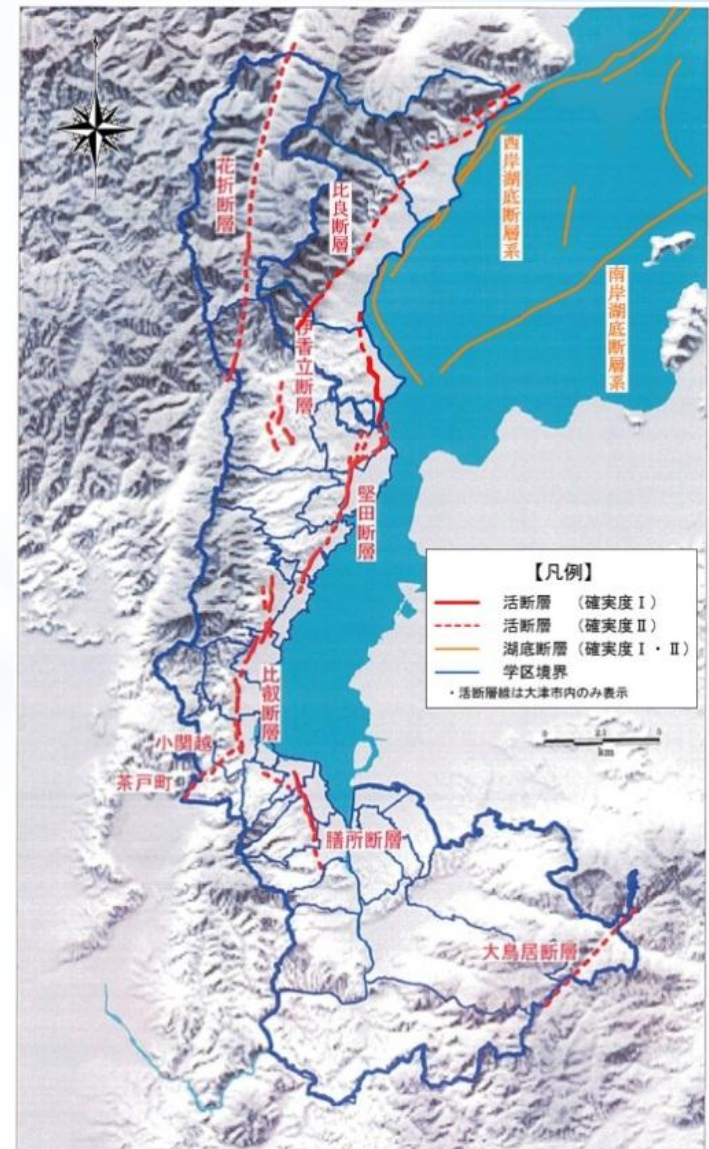 花折断層
比良断層
西岸湖底断層系
南岸湖底断層系
伊香立断層
堅田断層
【凡例】
活断層 (確実度Ⅰ)
活断層 (確実度Ⅱ)
湖底断層 (確実度Ⅰ・Ⅱ)
学区境界
・活断層線は大津市内のみ表示
比叡断層
小関越
茶戸町
0 2.5 5
km
膳所断層
大鳥居断層